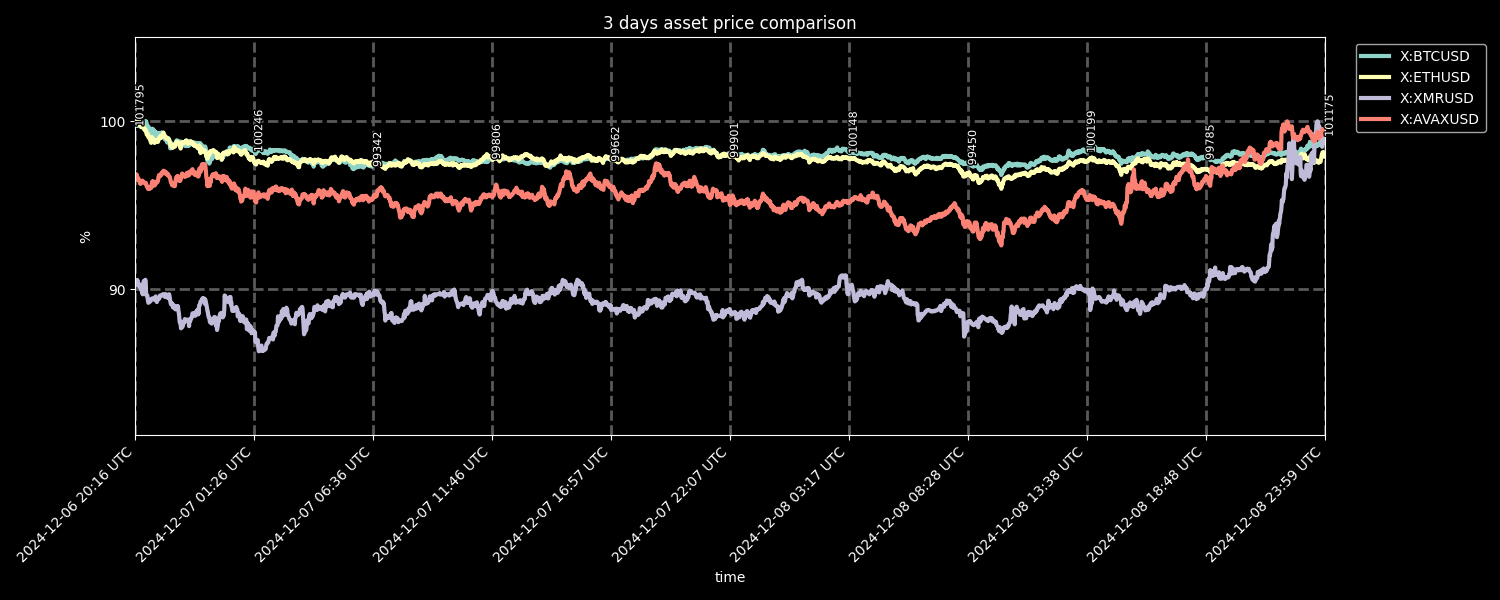 3 days asset price comparison
X:BTCUSD
X:ETHUSD
X:XMRUSD
X:AVAXUSD
100
90
%
101795
100246
99342
99806
99662
99901
100148
99450
100199
99785
101175
2024-12-06 20:16 UTC
2024-12-07 01:26 UTC
2024-12-07 06:36 UTC
2024-12-07 11:46 UTC
2024-12-07 16:57 UTC
2024-12-07 22:07 UTC
2024-12-08 03:17 UTC
2024-12-08 08:28 UTC
2024-12-08 13:38 UTC
2024-12-08 18:48 UTC
2024-12-08 23:59 UTC
time